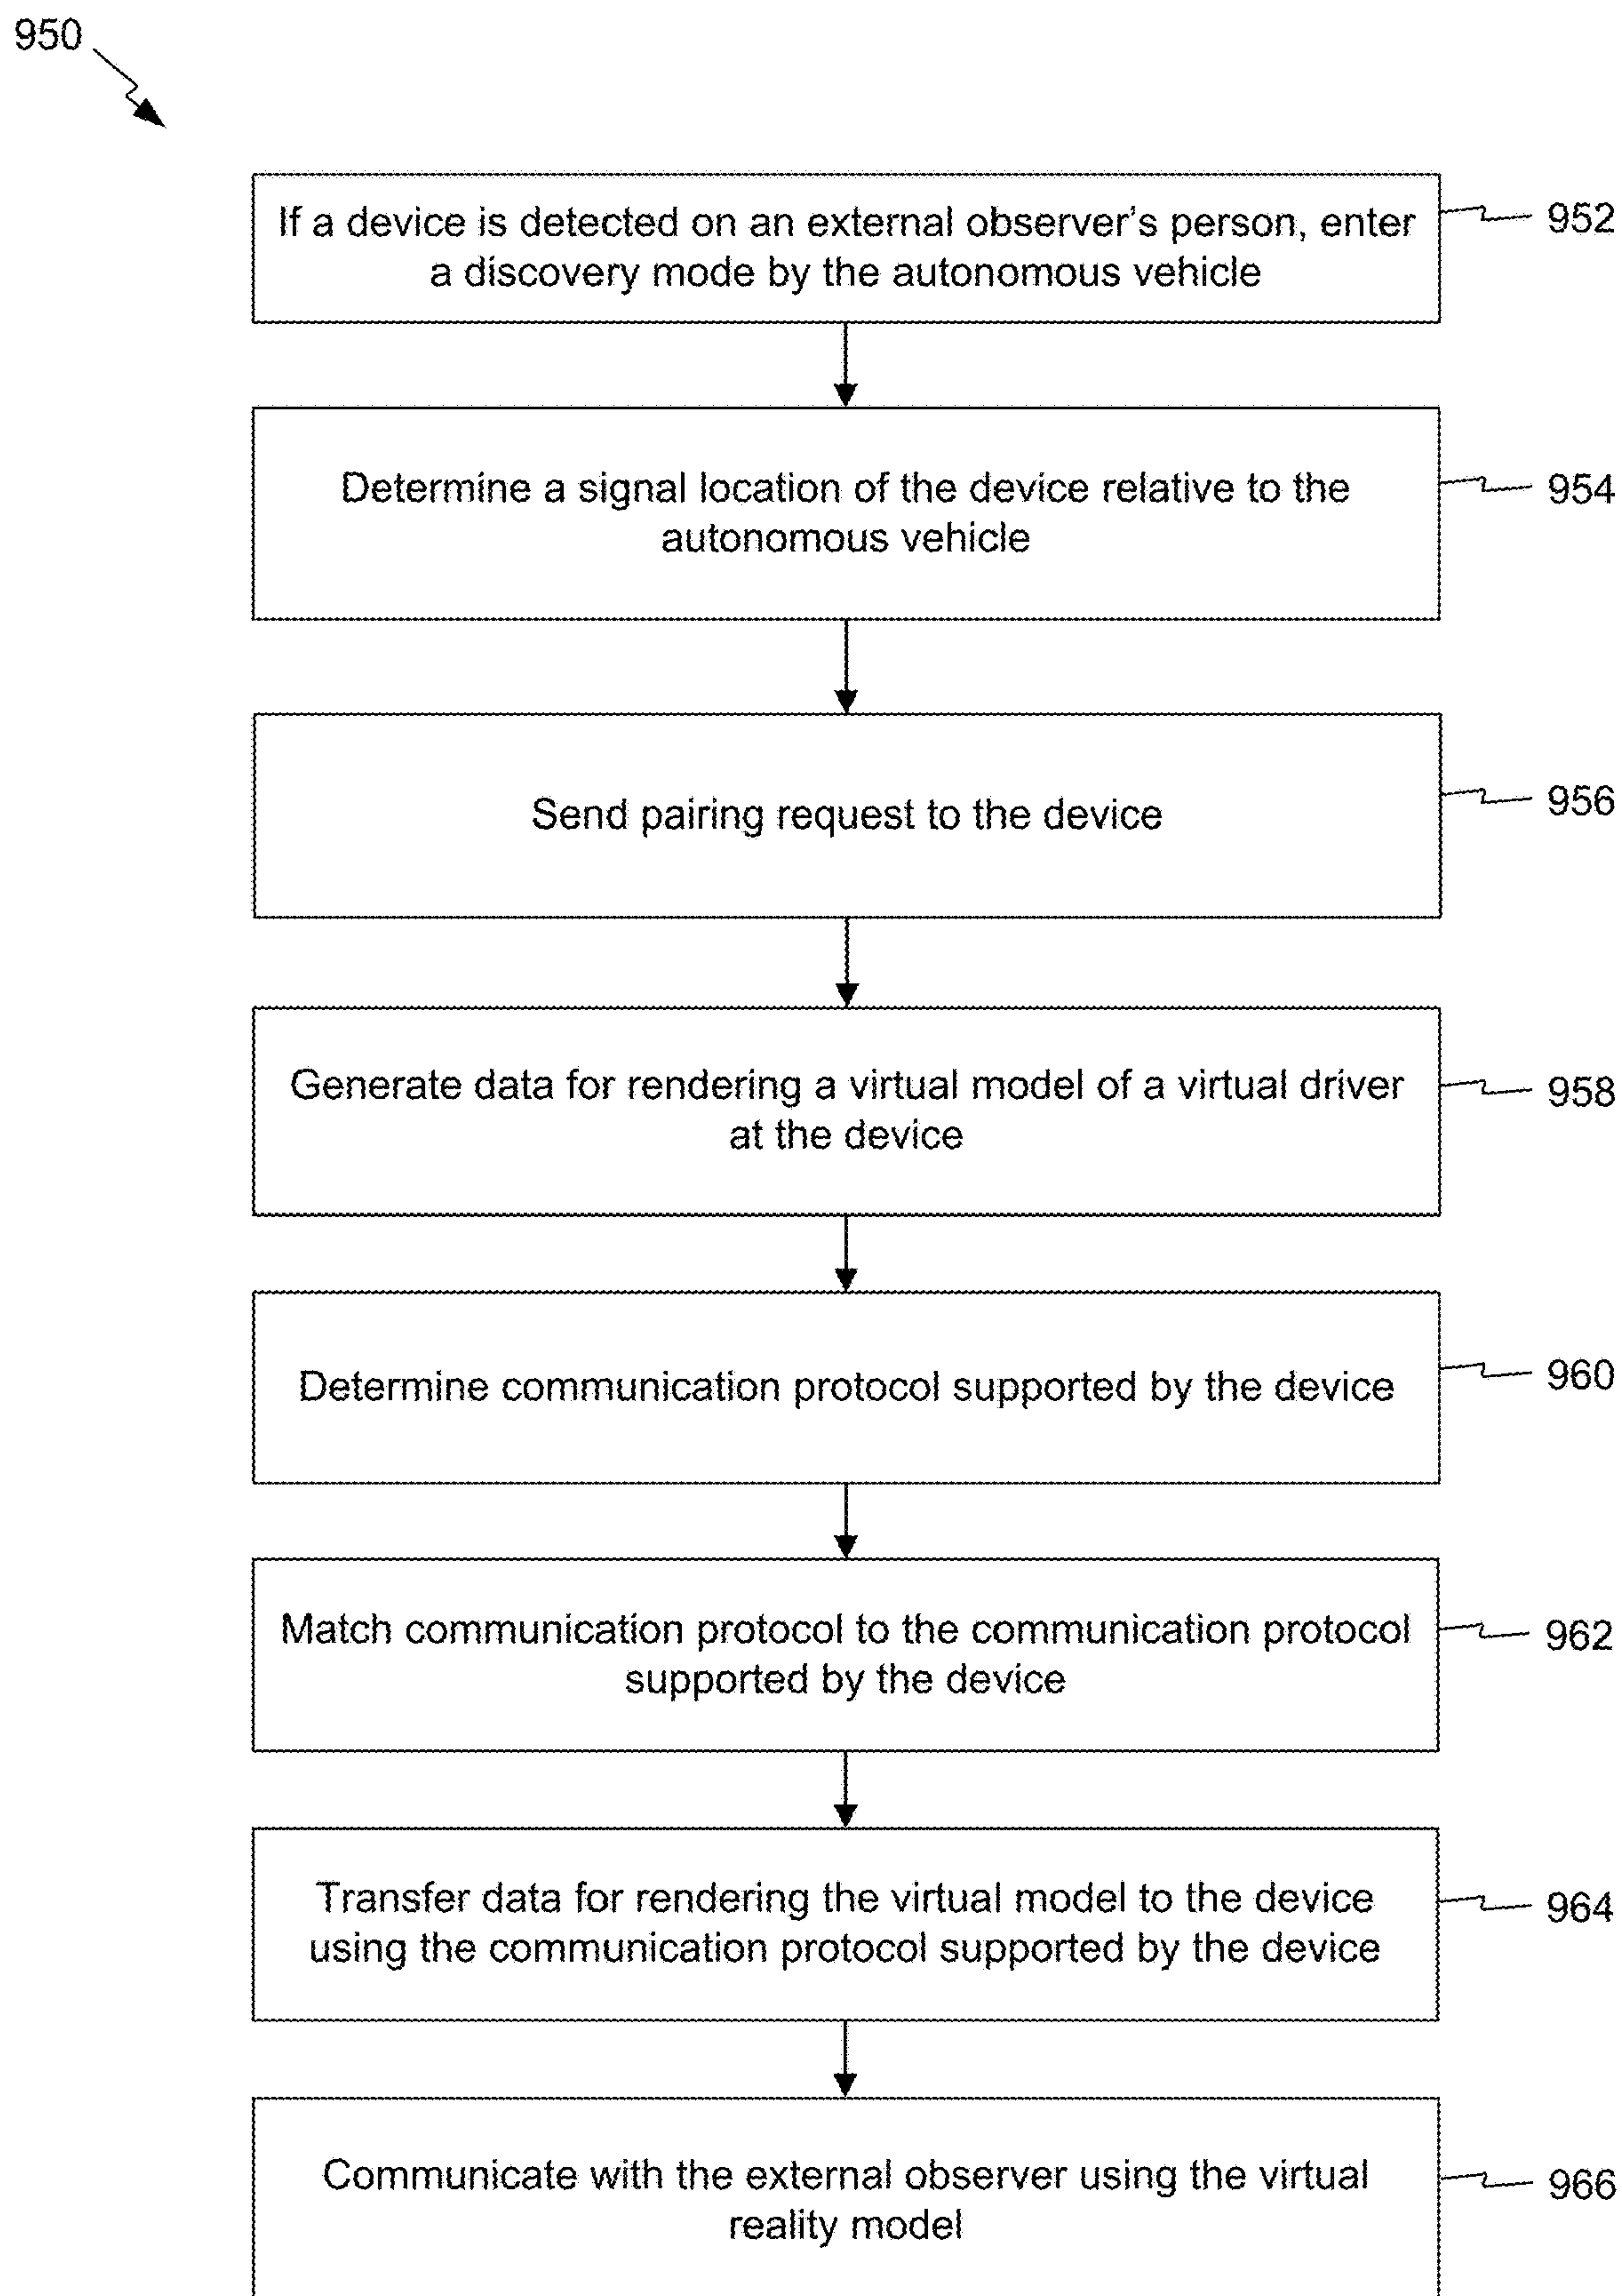 950
If a device is detected on an external observer's person, enter
a discovery mode by the autonomous vehicle
952
Determine a signal location of the device relative to the
autonomous vehicle
954
Send pairing request to the device
956
Generate data for rendering a virtual model of a virtual driver
at the device
958
Determine communication protocol supported by the device
960
Match communication protocol to the communication protocol
supported by the device
962
Transfer data for rendering the virtual model to the device
using the communication protocol supported by the device
964
Communicate with the external observer using the virtual
reality model
966